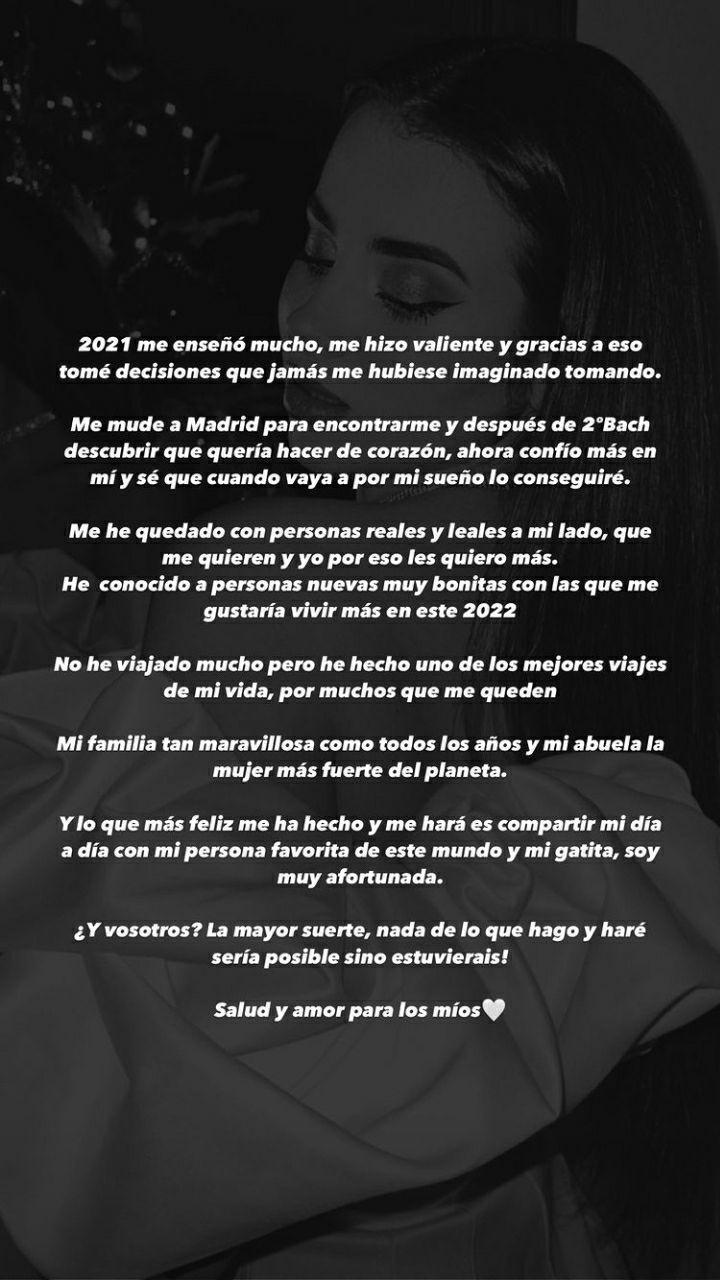 2021 me enseñó mucho, me hizo valiente y gracias a eso
tomé decisiones que jamás me hubiese imaginado tomando.
Me mude a Madrid para encontrarme y después de 2ºBach
descubrir que quería hacer de corazón, ahora confío más en
mí y sé que cuando vaya a por mi sueño lo conseguiré.
Me he quedado con personas reales y leales a mi lado, que
me quieren y yo por eso les quiero más.
He  conocido a personas nuevas muy bonitas con las que me
gustaría vivir más en este 2022
No he viajado mucho pero he hecho uno de los mejores viajes
de mi vida, por muchos que me queden
Mi familia tan maravillosa como todos los años y mi abuela la
mujer más fuerte del planeta.
Y lo que más feliz me ha hecho y me hará es compartir mi día
a día con mi persona favorita de este mundo y mi gatita, soy
muy afortunada.
¿Y vosotros? La mayor suerte, nada de lo que hago y haré
sería posible sino estuvierais!
Salud y amor para los míos🤍